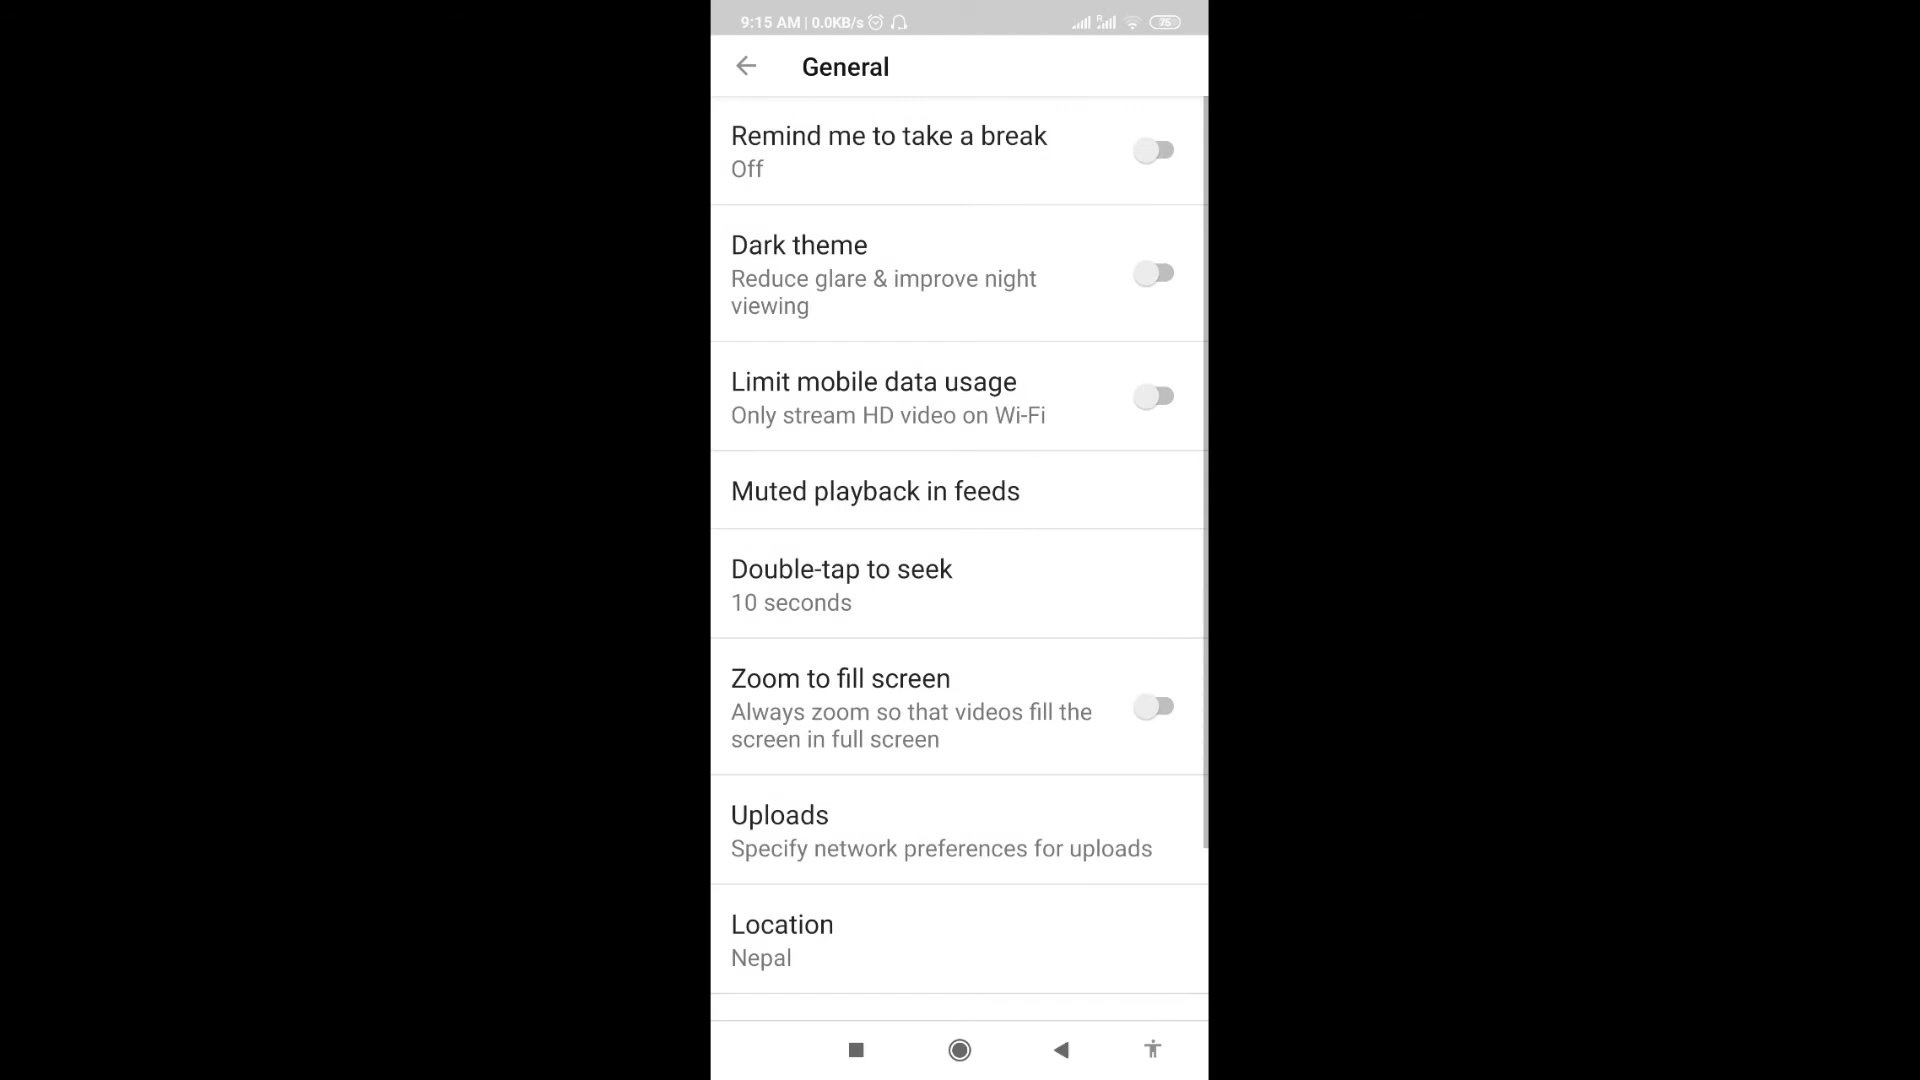 9:15 AM | 0.0KB/s
R
75
General
Remind me to take a break
Off
Dark theme
Reduce glare & improve night
viewing
Limit mobile data usage
Only stream HD video on Wi-Fi
Muted playback in feeds
Double-tap to seek
10 seconds
Zoom to fill screen
Always zoom so that videos fill the
screen in full screen
Uploads
Specify network preferences for uploads
Location
Nepal